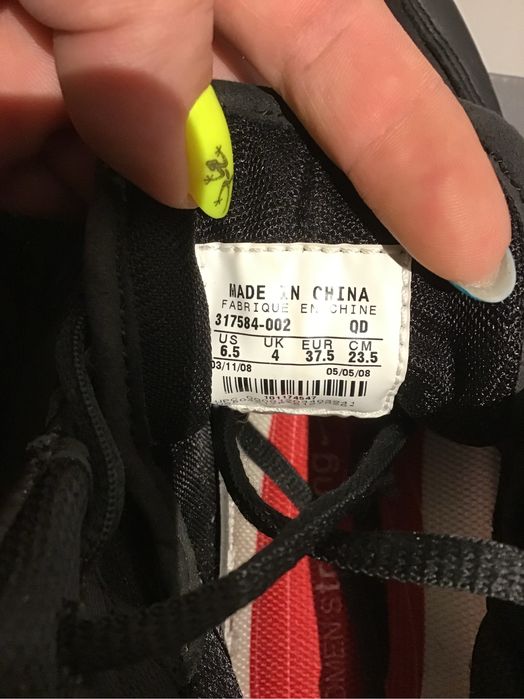 MADE IN CHINA
FABRIQUE EN CHINE
317584-002 QD
US UK EUR CM
6.5 4 37.5 23.5
03/11/08 05/05/08